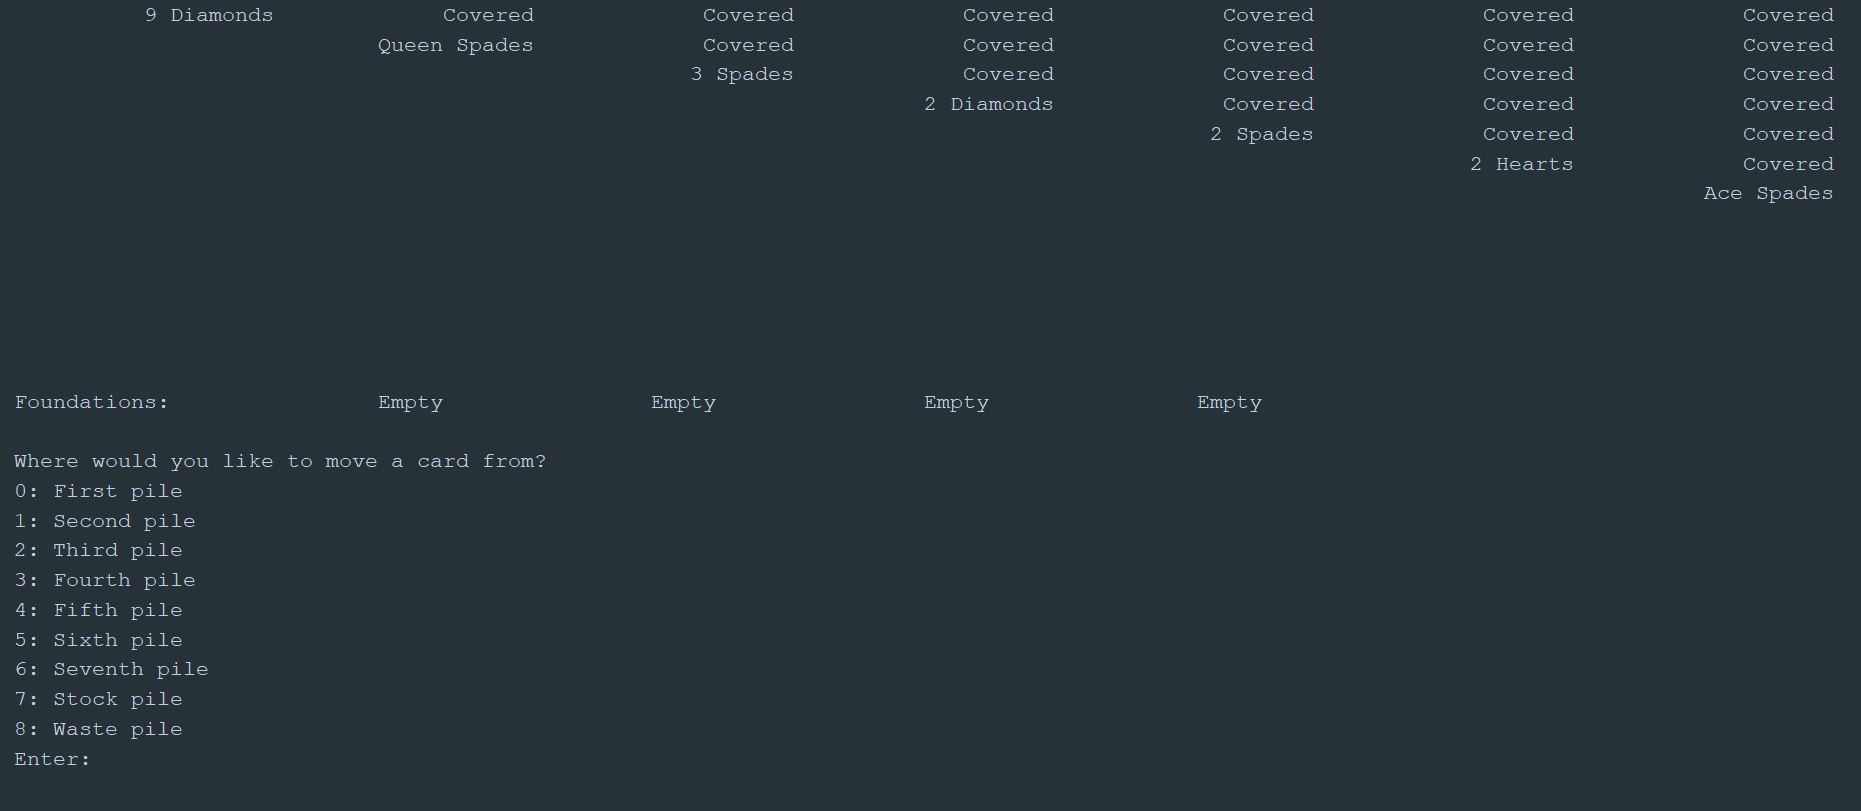 9 Diamonds Covered Covered Covered Covered Covered Covered
Queen Spades Covered Covered Covered Covered Covered
3 Spades Covered Covered Covered Covered
2 Diamonds Covered Covered Covered
2 Spades Covered Covered
2 Hearts Covered
Ace Spades
Foundations: Empty Empty Empty Empty
Where would you like to move a card from?
0: First pile
1: Second pile
2: Third pile
3: Fourth pile
4: Fifth pile
5: Sixth pile
6: Seventh pile
7: Stock pile
8: Waste pile
Enter: